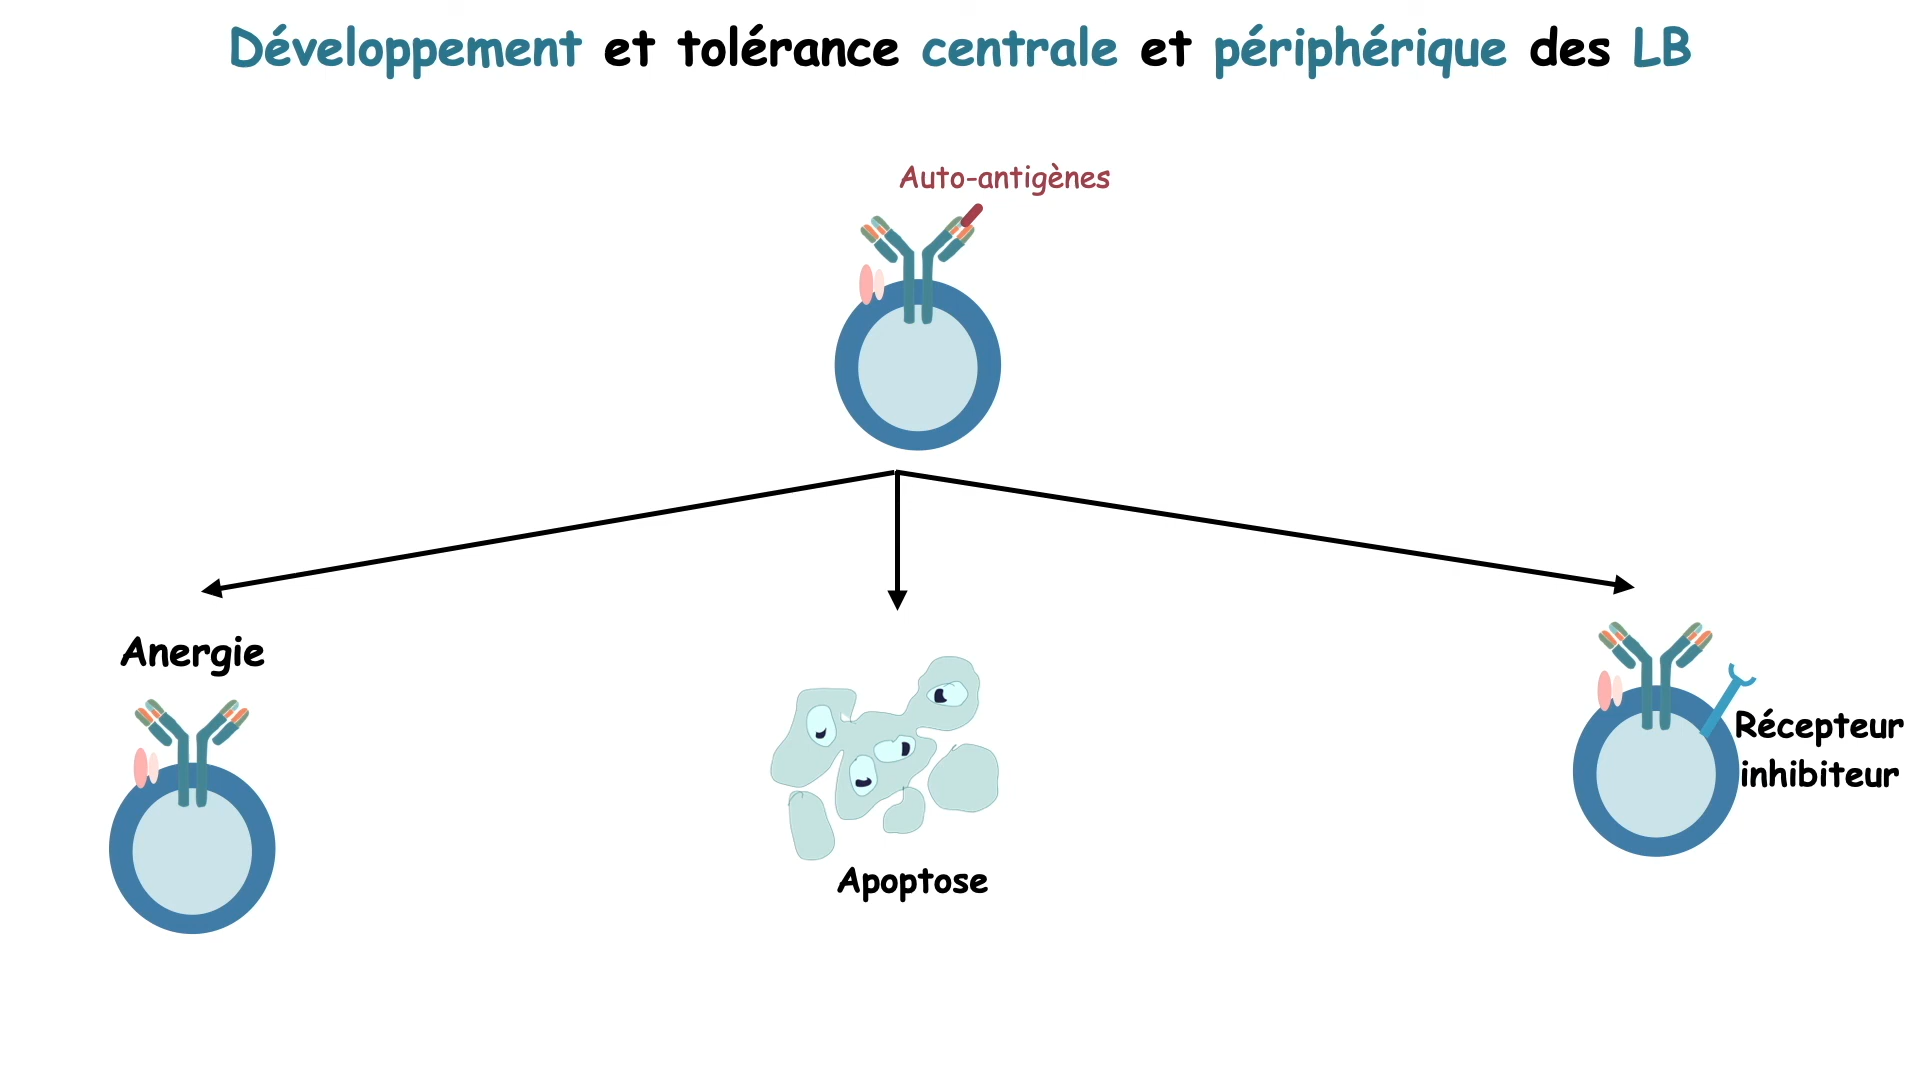 Développement et tolérance centrale et périphérique des LB
Auto-antigènes
Anergie
Récepteur
inhibiteur
Apoptose